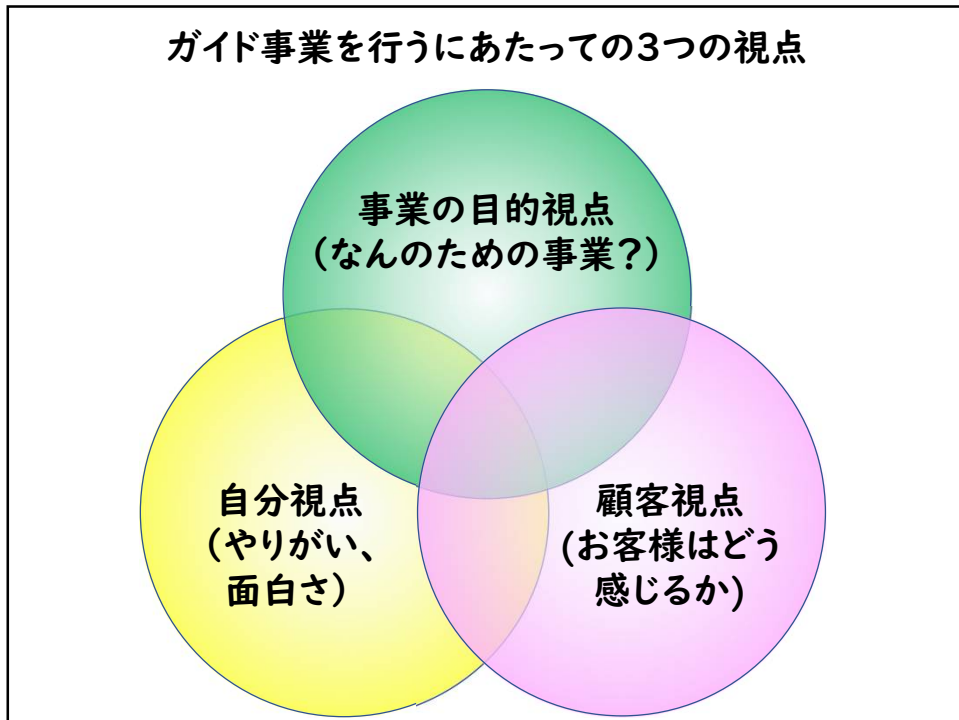 ガイド事業を行うにあたっての3つの視点
事業の目的視点
(なんのための事業?)
自分視点
(やりがい、
面白さ)
顧客視点
(お客様はどう
感じるか)